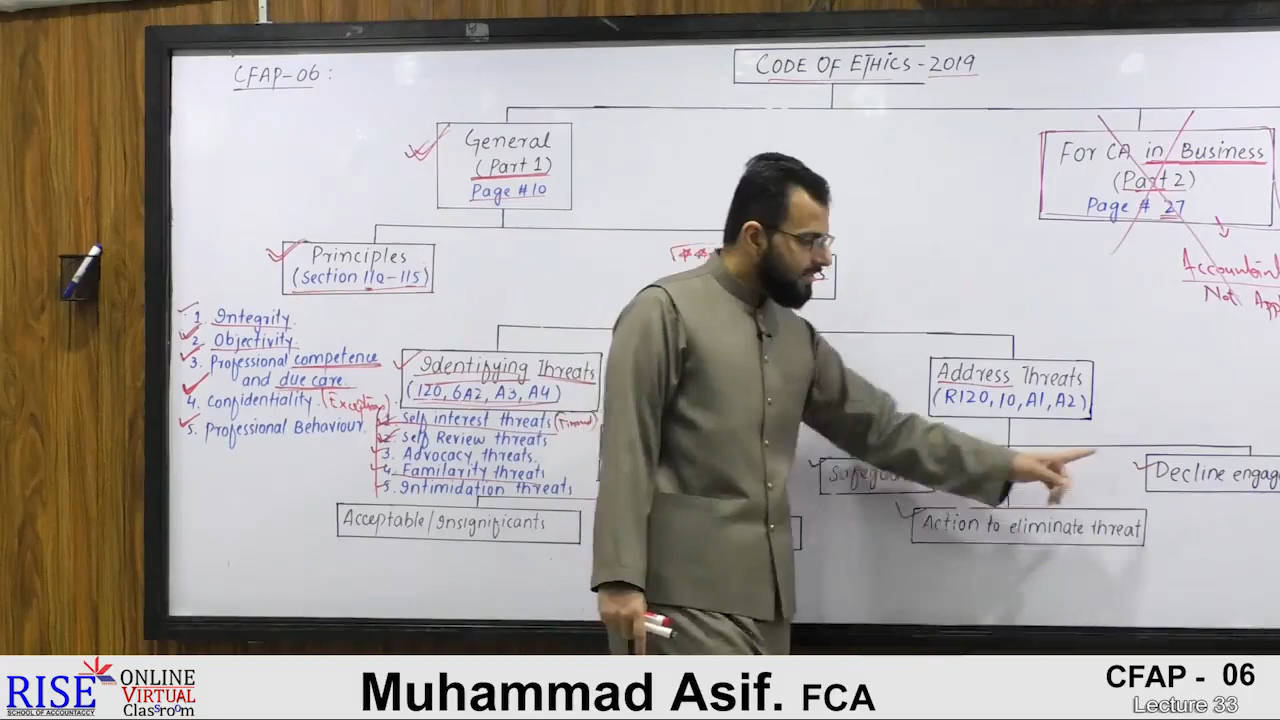 CFAP-06:
CODE OF ETHICS - 2019
General
(Part 1)
Page #10
For CA in Business
(Part 2)
Page # 27
Not
Principles
(Section 110-115)
1. Integrity
2. Objectivity
3. Professional competence
and due care
4. Confidentiality (Exception)
5. Professional Behaviour
Identifying Threats
(120, 6A2, A3, A4)
1. Self interest threats
2. Self Review threats
3. Advocacy threats
4. Familarity threats
5. Intimidation threats
Acceptable/Insignificants
Address Threats
(R120, 10, A1, A2)
Decline
Action to eliminate threat
RISE
SCHOOL OF ACCOUNTACY
ONLINE
VIRTUAL
Classroom
Muhammad Asif. FCA
CFAP - 06
Lecture 33